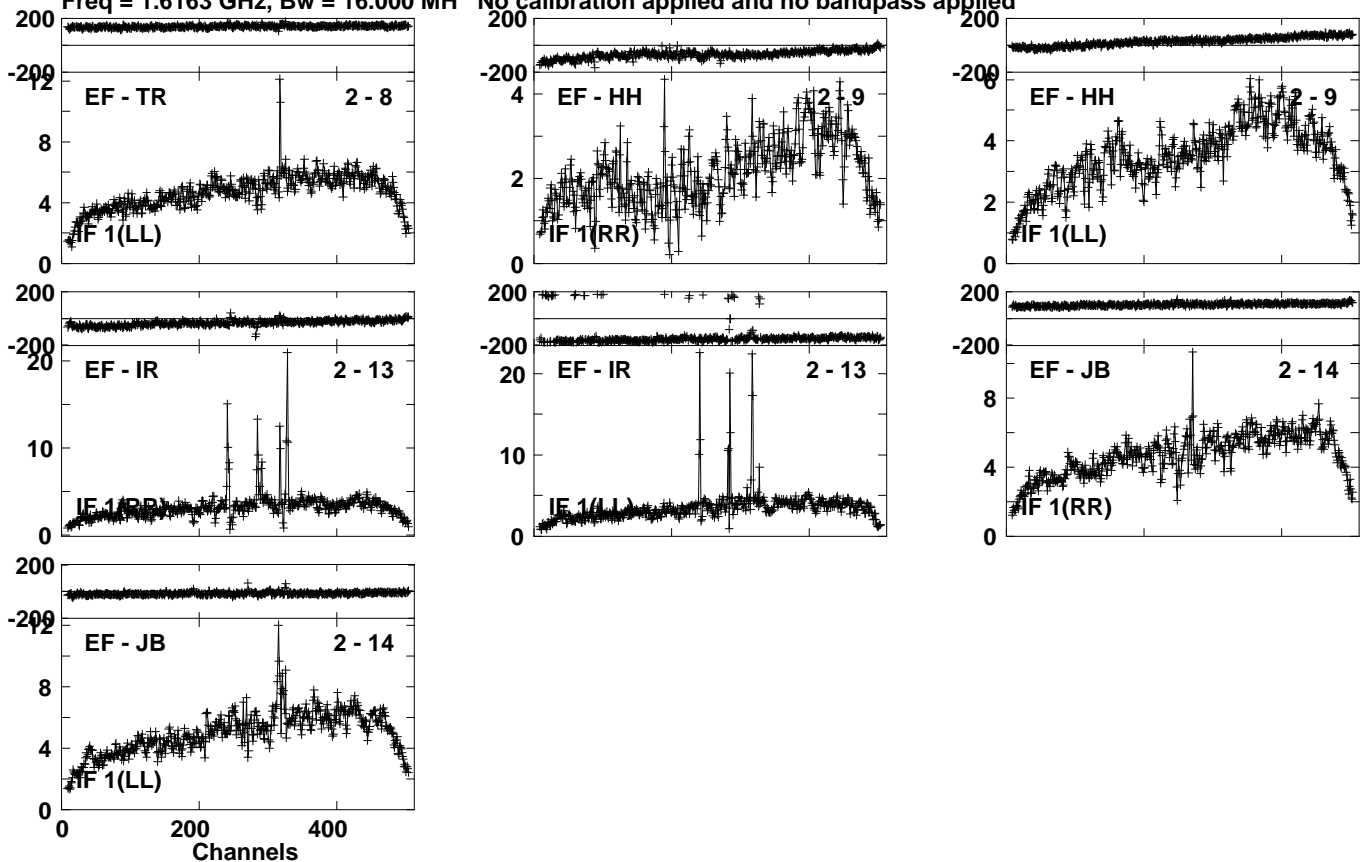 Freq = 1.6163 GHz, Bw = 16.000 MH No calibration applied and no bandpass applied
200
-200
12
8
4
0
EF - TR 2 - 8
IF 1(LL)
-200
4
2
0
EF - HH 2 - 9
IF 1(RR)
-200
6
4
2
0
EF - HH 2 - 9
IF 1(LL)
200
-200
20
10
0
EF - IR 2 - 13
IF 1(RR)
200
-200
20
10
0
EF - IR 2 - 13
IF 1(LL)
200
-200
8
4
0
EF - JB 2 - 14
IF 1(RR)
200
-200
12
8
4
0
EF - JB 2 - 14
IF 1(LL)
0 200 400
Channels